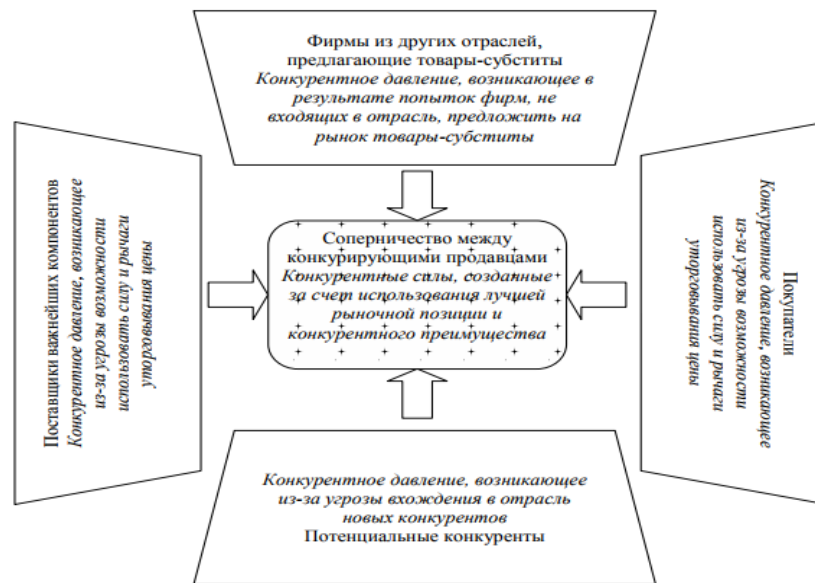 Фирмы из других отраслей,
предлагающие товары-субституты
Конкурентное давление, возникающее в
результате попыток фирм, не
входящих в отрасль, предложить на
рынок товары-субституты
Поставщики важнейших компонентов
Конкурентное давление, возникающее
из-за угрозы возможности
использовать силу и рычаги
уторговывания цены
Соперничество между
конкурирующими продавцами
Конкурентные силы, созданные
за счет использования лучшей
рыночной позиции и
конкурентного преимущества
Покупатели
Конкурентное давление, возникающее
из-за угрозы возможности
использовать силу и рычаги
уторговывания цены
Конкурентное давление, возникающее
из-за угрозы вхождения в отрасль
новых конкурентов
Потенциальные конкуренты